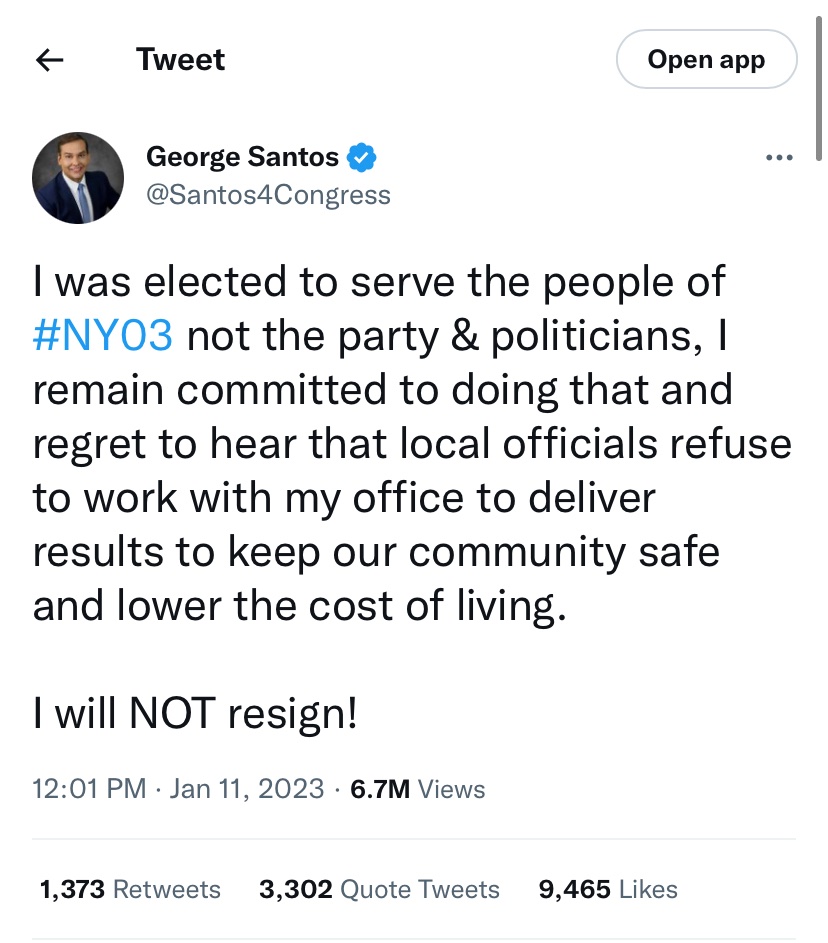 Tweet
Open app
George Santos
@Santos4Congress
I was elected to serve the people of
#NY03 not the party & politicians, I
remain committed to doing that and
regret to hear that local officials refuse
to work with my office to deliver
results to keep our community safe
and lower the cost of living.
I will NOT resign!
12:01 PM · Jan 11, 2023 · 6.7M Views
1,373 Retweets 3,302 Quote Tweets 9,465 Likes